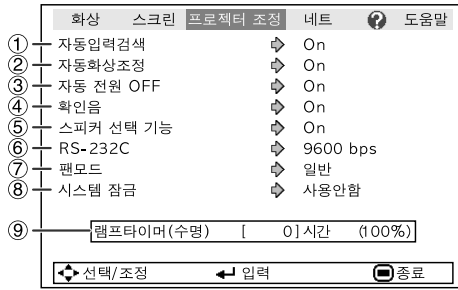 화상 스크린 프로젝터 조정 네트 ? 도움말
① 자동입력검색 On
② 자동화상조정 On
③ 자동 전원 OFF On
④ 확인음 On
⑤ 스피커 선택 기능 On
⑥ RS-232C 9600 bps
⑦ 팬모드 일반
⑧ 시스템 잠금 사용안함
⑨ 램프타이머(수명) [ 0] 시간 (100%)
선택/조정 입력 종료